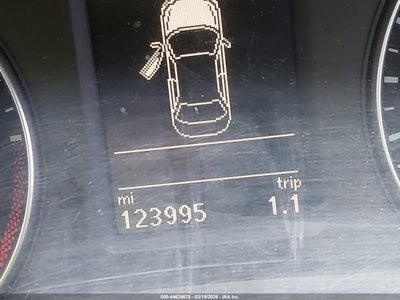 mi
trip
123995
1.1
000-44634678 - 03/19/2026 - IAA Inc.